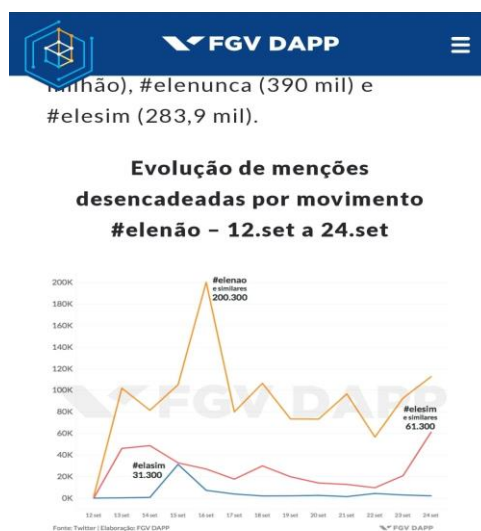 FGV DAPP
milhão), #elenunca (390 mil) e
#elesim (283,9 mil).
Evolução de menções
desencadeadas por movimento
#elenão – 12.set a 24.set
200K
180K
160K
140K
120K
100K
80K
60K
40K
20K
0K
#elenao
e similares
200.300
#elesim
61.300
#elasim
31.300
FGV DAPP
12 set 13 set 14 set 15 set 16 set 17 set 18 set 19 set 20 set 21 set 22 set 23 set 24 set
Fonte: Twitter | Elaboração: FGV DAPP
FGV DAPP